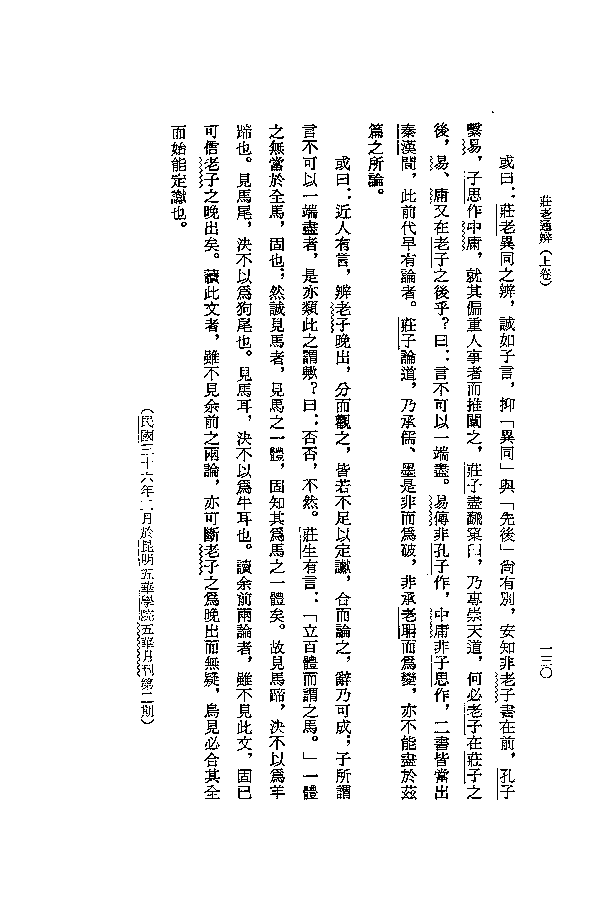 莊老通辨（上卷）
一三〇
或曰：莊老異同之辨，誠如子言，抑「異同」與「先後」尚有別，安知非老子書在前，孔子
繫易，子思作中庸，就其偏重人事者而推闡之，莊子盡翻窠臼，乃專崇天道，何必老子在莊子之
後，易、庸又在老子之後乎？曰：言不可以一端盡。易傳非孔子作，中庸非子思作，二書皆當出
秦漢間，此前代早有論者。莊子論道，乃承儒、墨是非而為破，非承老聃而為變，亦不能盡於茲
篇之所論。
或曰：近人有言，辨老子晚出，分而觀之，皆若不足以定讞，合而論之，辭乃可成；子所謂
言不可以一端盡者，是亦類此之謂歟？曰：否否，不然。莊生有言：「立百體而謂之馬。」一體
之無當於全馬，固也；然誠見馬者，見馬之一體，固知其為馬之一體矣。故見馬蹄，決不以為羊
蹄也。見馬尾，決不以為狗尾也。見馬耳，決不以為牛耳也。讀余前兩論者，雖不見此文，固已
可信老子之晚出矣。讀此文者，雖不見余前之兩論，亦可斷老子之為晚出而無疑，烏見必合其全
而始能定讞也。
（民國三十六年二月於昆明五華學院五華月刊第二期）